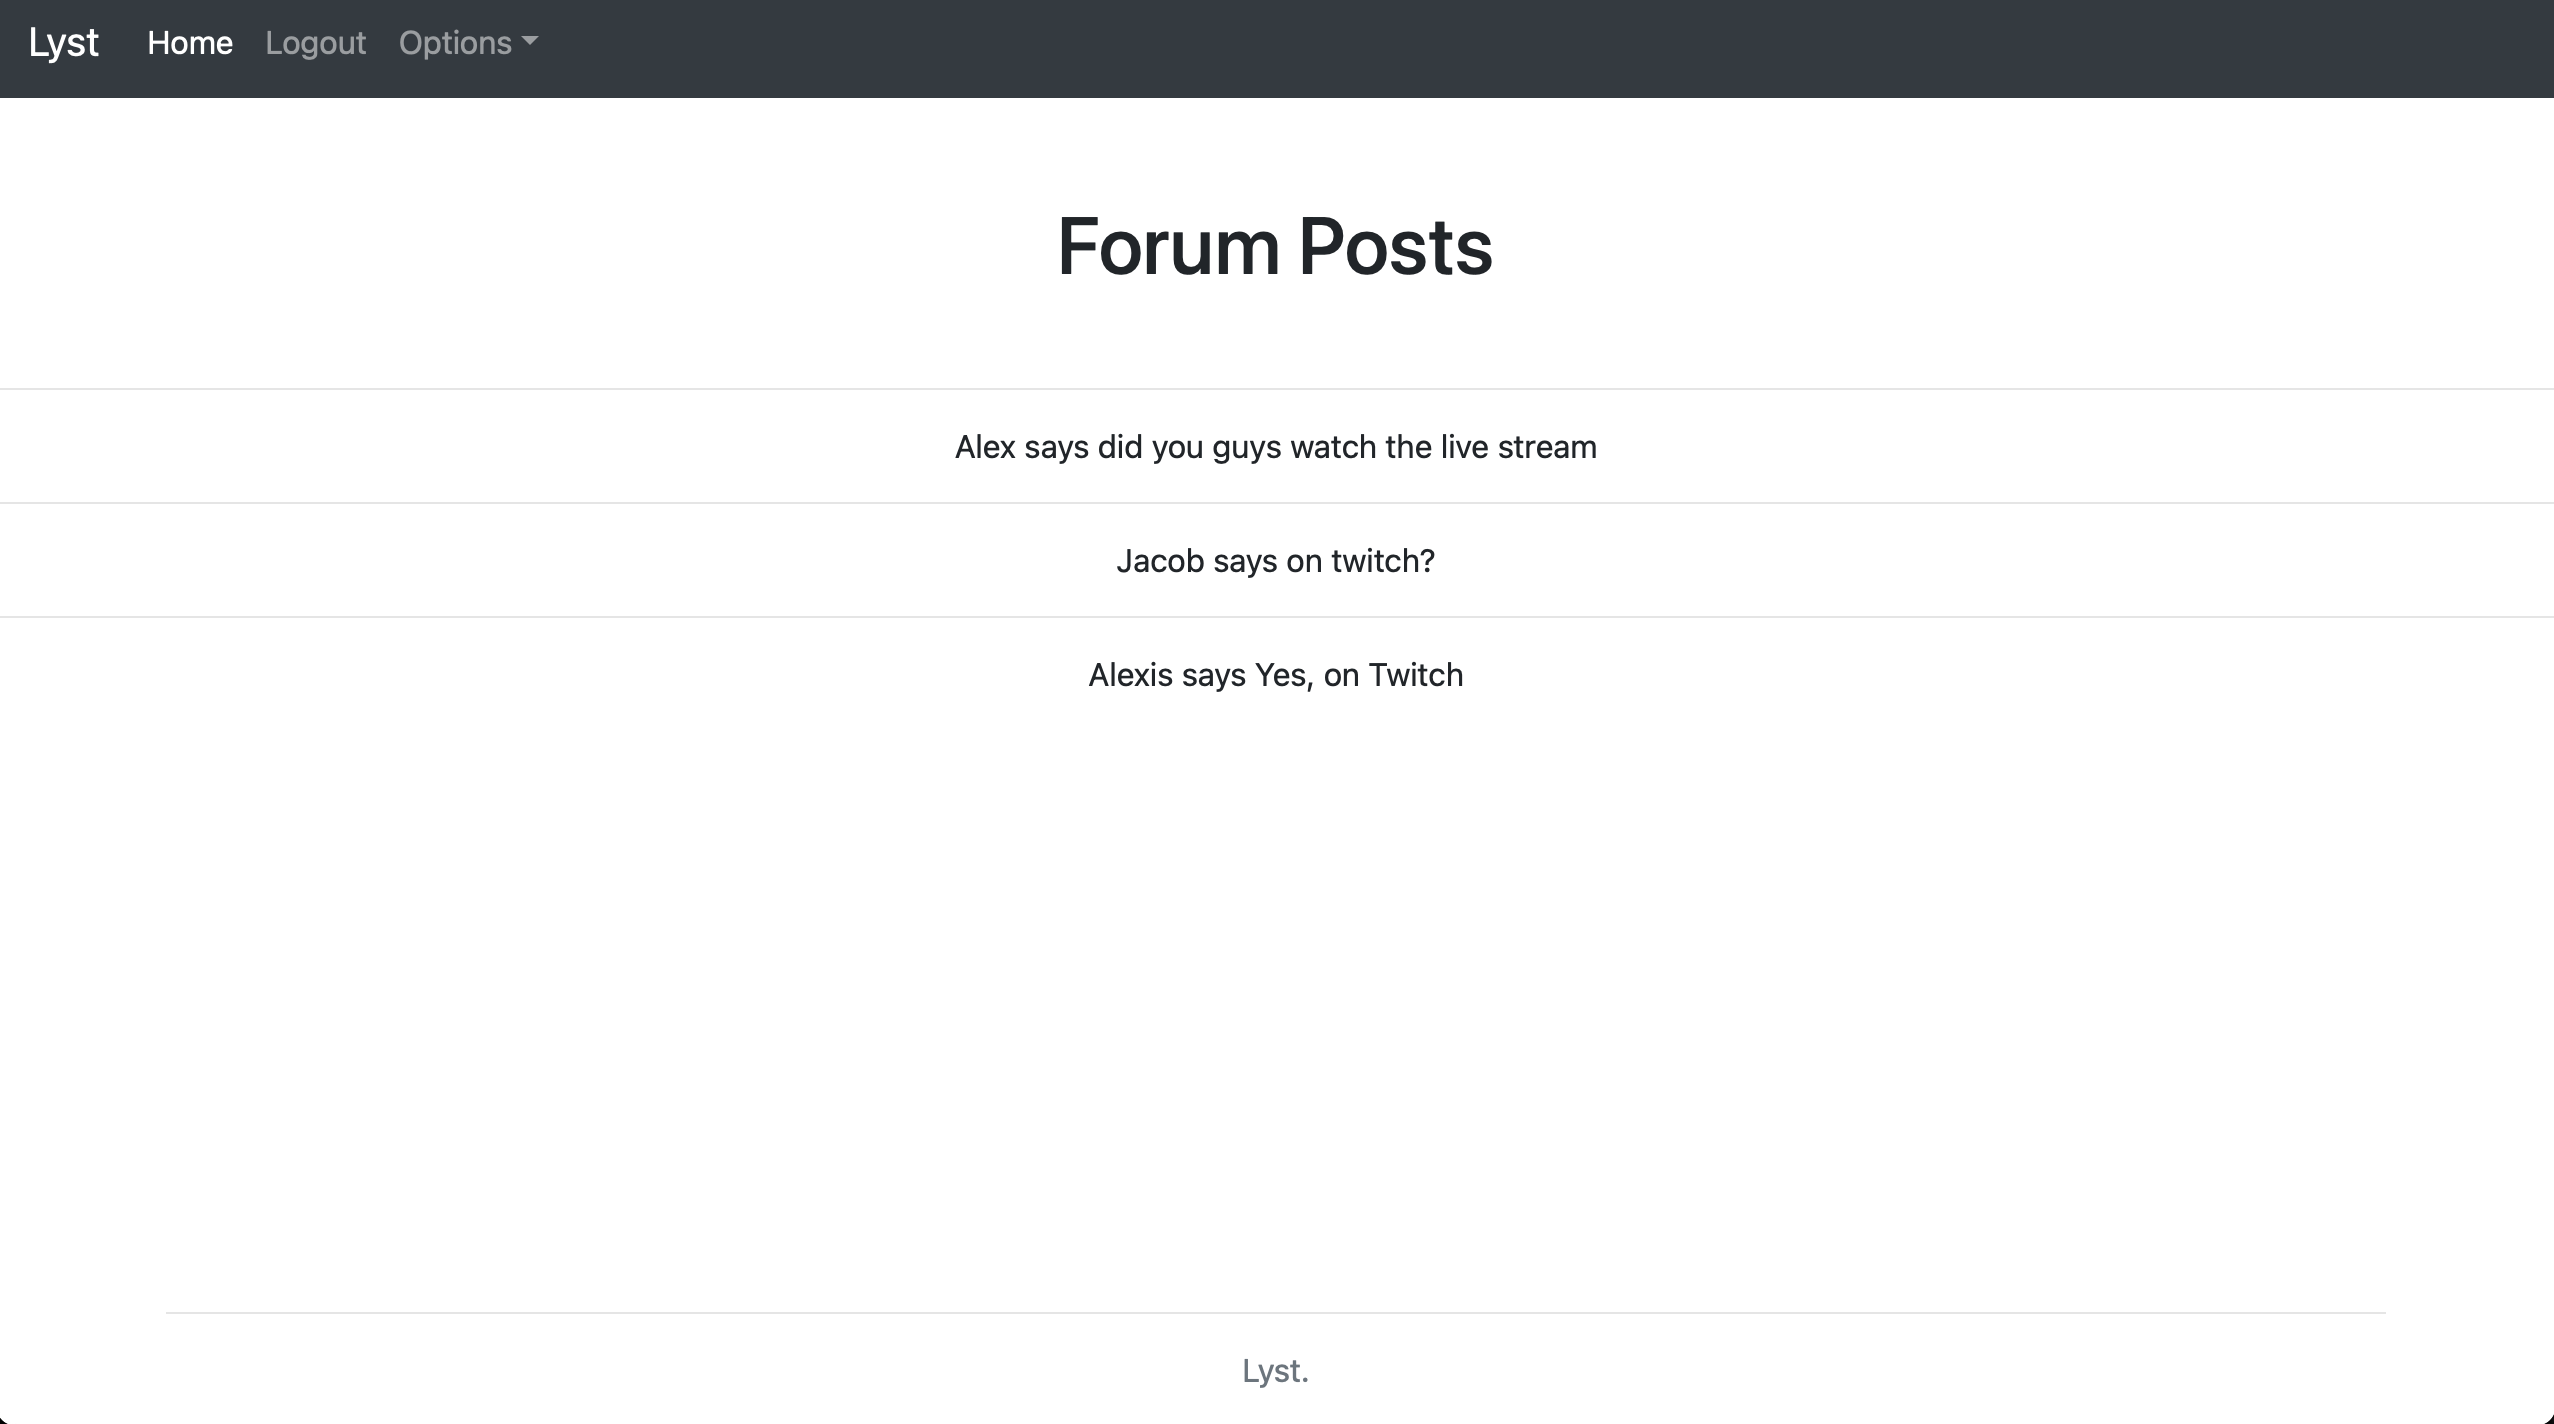 Lyst Home Logout Options
Forum Posts
Alex says did you guys watch the live stream
Jacob says on twitch?
Alexis says Yes, on Twitch
Lyst.